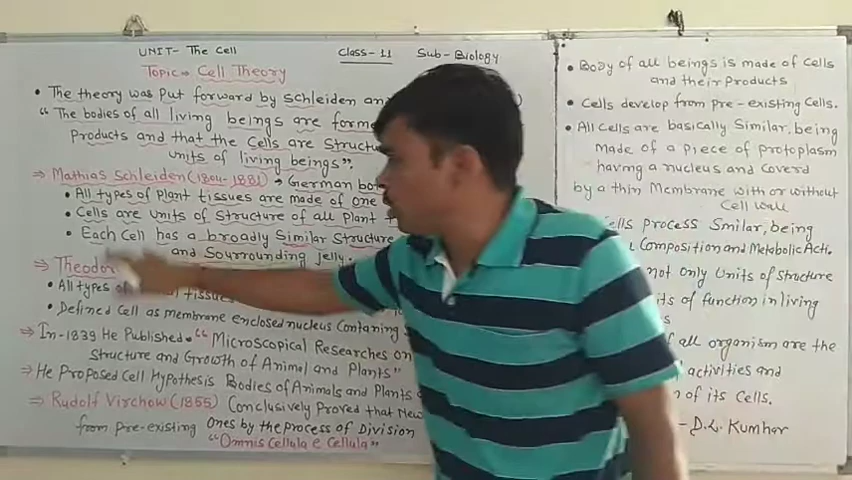 UNIT- The Cell
Class-11 Sub- Biology
Topic→ Cell Theory
• The theory was Put forward by schleiden an
"The bodies of all living beings are form
Products and that the Cells are Structur
units of living beings".
⇒ Mathias Schleiden (1804-1881) → German B
• All types of Plant tissues are made of one
• Cells are units of Structure of all Plant t
• Each Cell has a broadly Similar Structure
and Sourrounding Jelly.
⇒ Theodo
• All types tissues
• Defined Cell as membrane enclosed nucleus Containing
⇒ In-1839 He Published• "Microscopical Researches on
Structure and Growth of Animal and Plants"
⇒ He Proposed Cell Hypothesis Bodies of Animals and Plants
⇒ Rudolf Virchow (1855) Conclusively Proved that New
from Pre-existing Ones by the Process of Division
"Omnis Cellula e Cellula"
• Body of all beings is made of Cells
and their Products
• Cells develop from pre-existing Cells.
• All Cells are basically Similar, being
made of a piece of protoplasm
having a nucleus and Coverd
by a thin Membrane with or without
Cell wall
Cells process Smilar, being
Composition and Metabolic Acti.
not only Units of Structure
its of function in living
f all organism are the
activities and
n of its Cells.
-D.L. Kumhar